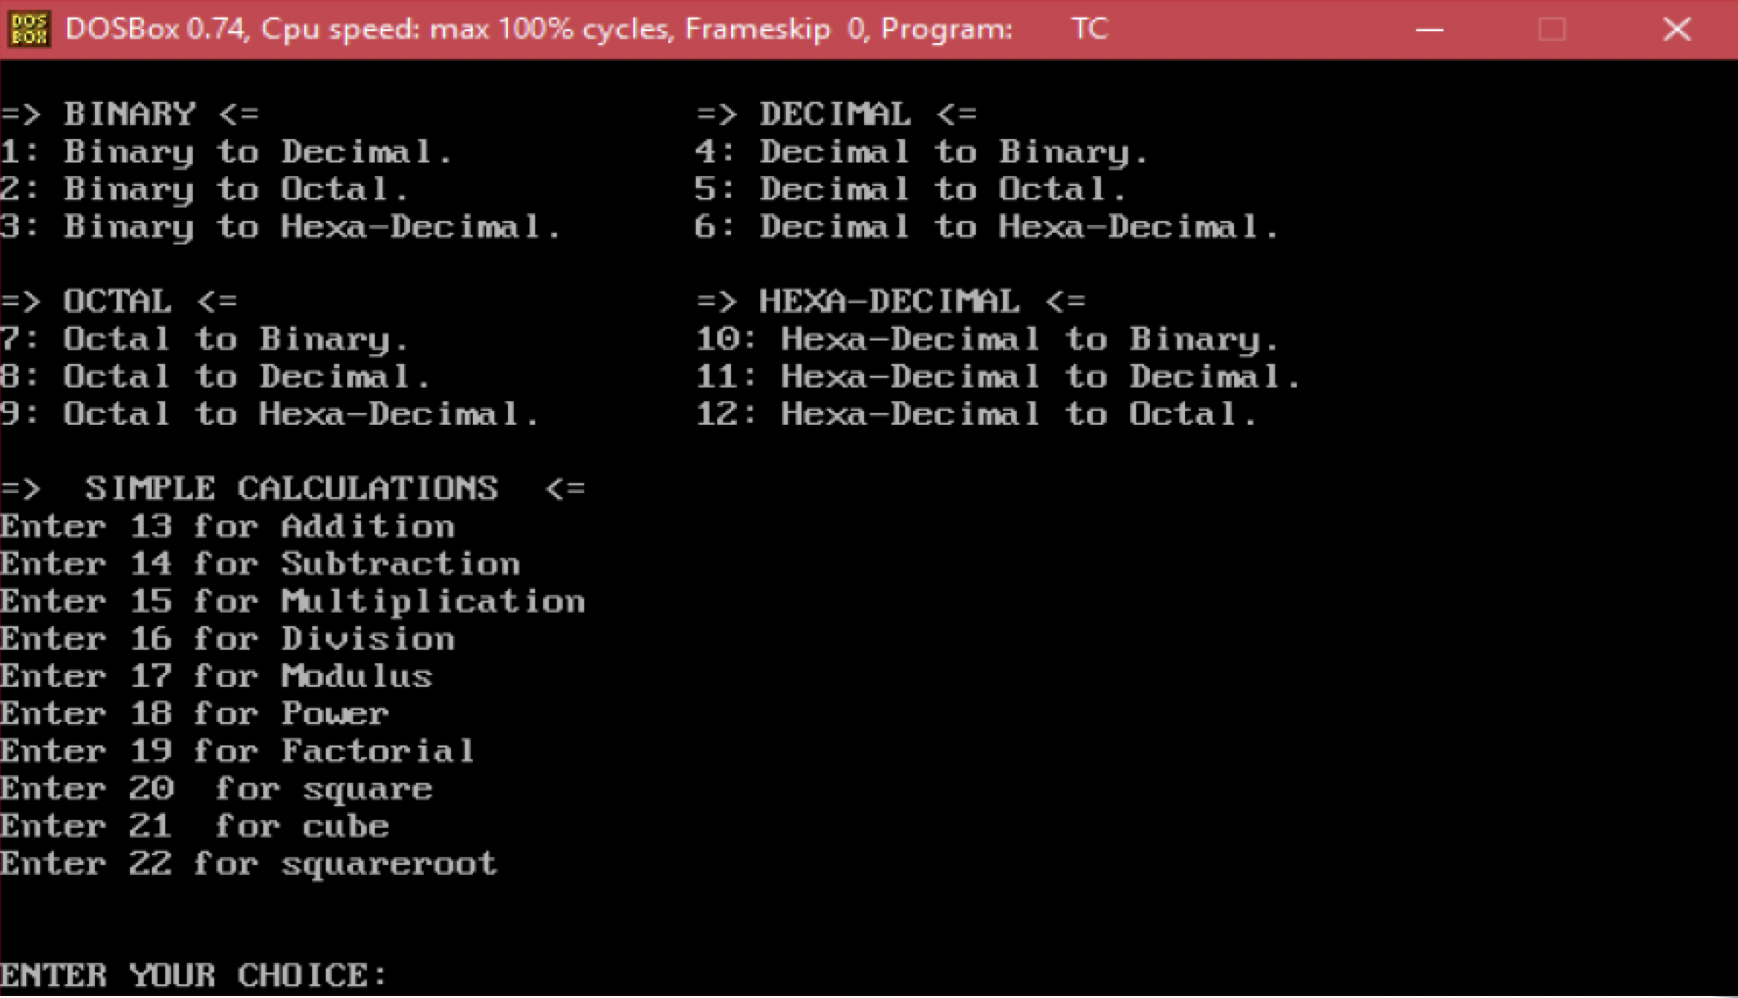 DOS BOX DOSBox 0.74, Cpu speed: max 100% cycles, Frameskip 0, Program: TC
=> BINARY <= => DECIMAL <=
1: Binary to Decimal. 4: Decimal to Binary.
2: Binary to Octal. 5: Decimal to Octal.
3: Binary to Hexa-Decimal. 6: Decimal to Hexa-Decimal.
=> OCTAL <= => HEXA-DECIMAL <=
7: Octal to Binary. 10: Hexa-Decimal to Binary.
8: Octal to Decimal. 11: Hexa-Decimal to Decimal.
9: Octal to Hexa-Decimal. 12: Hexa-Decimal to Octal.
=> SIMPLE CALCULATIONS <=
Enter 13 for Addition
Enter 14 for Subtraction
Enter 15 for Multiplication
Enter 16 for Division
Enter 17 for Modulus
Enter 18 for Power
Enter 19 for Factorial
Enter 20 for square
Enter 21 for cube
Enter 22 for squareroot
ENTER YOUR CHOICE: